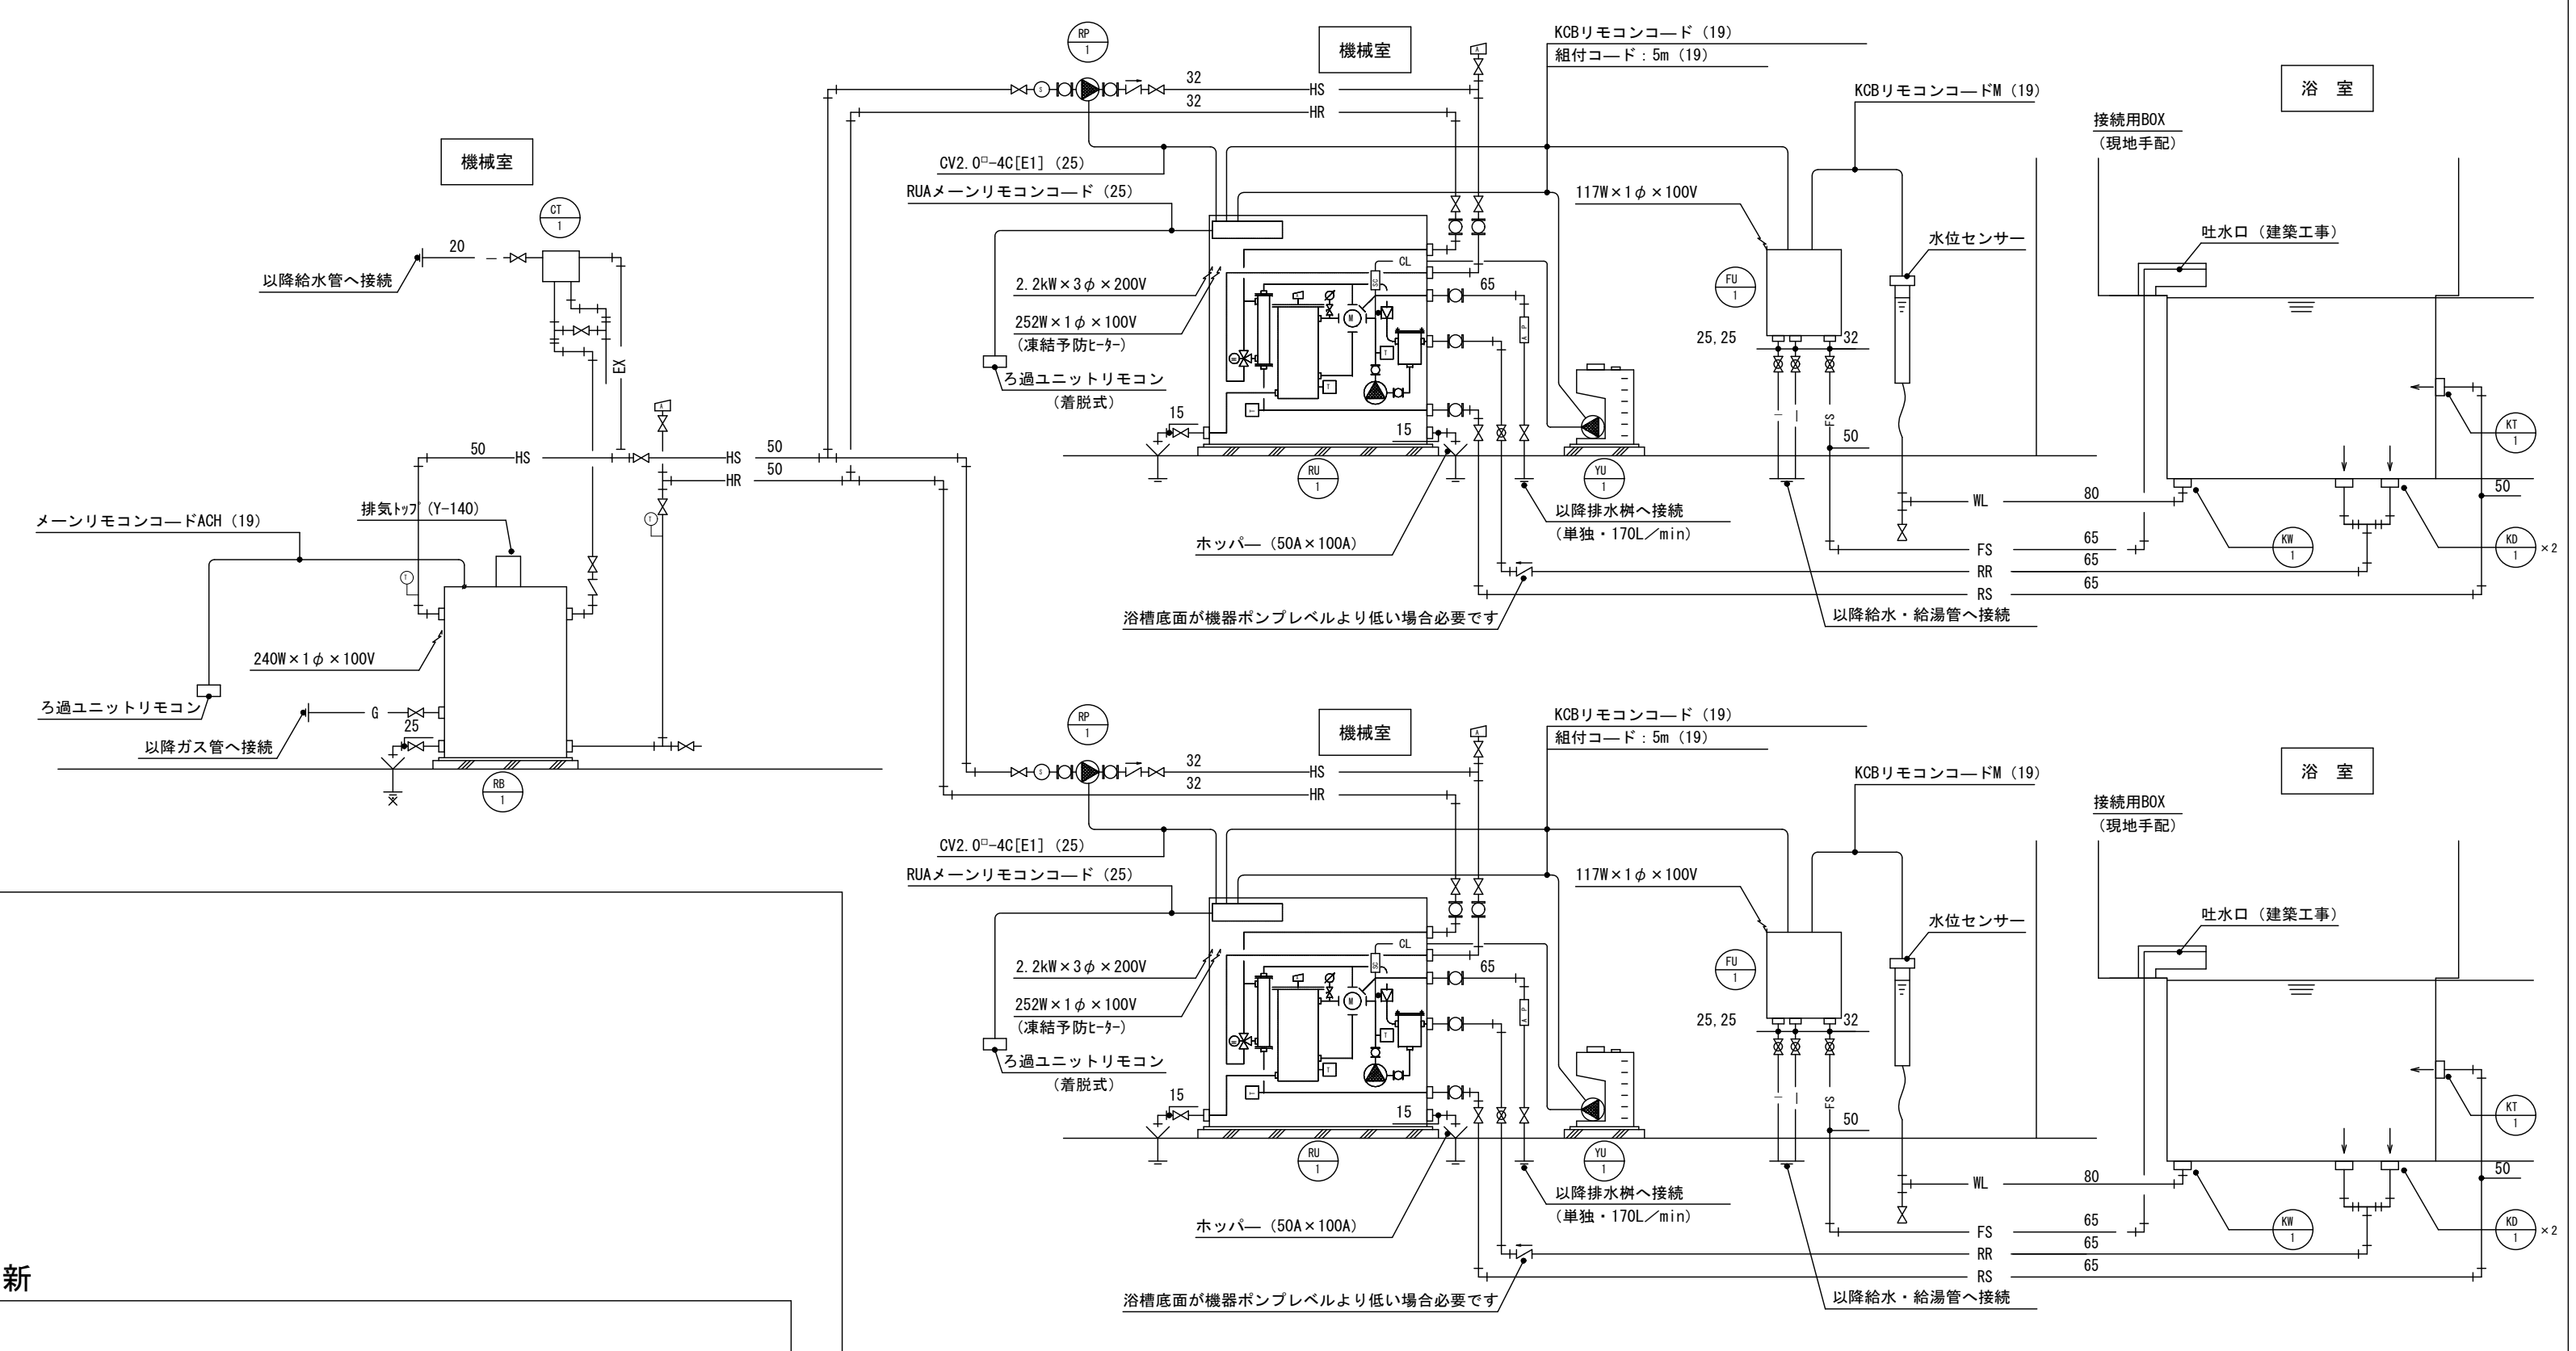 機械室
CT
1
20
以降給水管へ接続
EX
A
50
HS
50
HS
50
HR
T
排気ﾄｯﾌﾟ(Y-140)
メーンリモコンコードACH (19)
T
240W×1φ×100V
ろ過ユニットリモコン
G
25
以降ガス管へ接続
RB
1
新
RP
1
機械室
A
KCBリモコンコード (19)
組付コード：5m (19)
浴　室
S
32
HS
32
HR
KCBリモコンコードM (19)
接続用BOX
(現地手配)
CV2.0□-4C[E1] (25)
RUAメーンリモコンコード (25)
117W×1φ×100V
吐水口 (建築工事)
水位センサー
CL
SC
2.2kW×3φ×200V
65
FU
1
252W×1φ×100V
(凍結予防ﾋｰﾀｰ)
A
M
M
T
A P
25,25
32
ろ過ユニットリモコン
(着脱式)
T
T
FS
15
15
50
KT
1
RU
1
YU
1
以降排水桝へ接続
(単独・170L／min)
ホッパー (50A×100A)
WL
80
50
KW
1
KD
1
×2
FS
65
RR
65
RS
65
浴槽底面が機器ポンプレベルより低い場合必要です
以降給水・給湯管へ接続
RP
1
機械室
A
KCBリモコンコード (19)
組付コード：5m (19)
浴　室
S
32
HS
32
HR
KCBリモコンコードM (19)
接続用BOX
(現地手配)
CV2.0□-4C[E1] (25)
RUAメーンリモコンコード (25)
117W×1φ×100V
吐水口 (建築工事)
水位センサー
CL
SC
2.2kW×3φ×200V
65
FU
1
252W×1φ×100V
(凍結予防ﾋｰﾀｰ)
A
M
M
T
A P
25,25
32
ろ過ユニットリモコン
(着脱式)
T
T
FS
15
15
50
KT
1
RU
1
YU
1
以降排水桝へ接続
(単独・170L／min)
ホッパー (50A×100A)
WL
80
50
KW
1
KD
1
×2
FS
65
RR
65
RS
65
浴槽底面が機器ポンプレベルより低い場合必要です
以降給水・給湯管へ接続